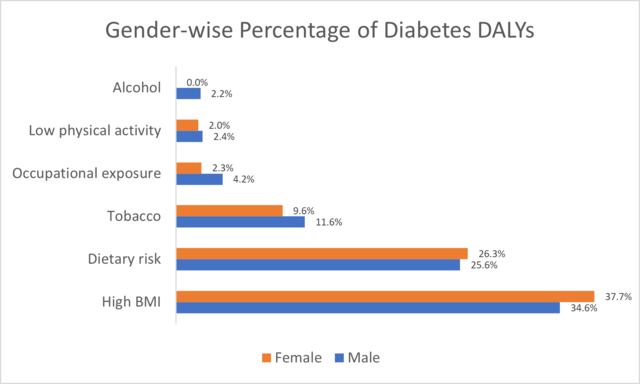 Gender-wise Percentage of Diabetes DALYs
Alcohol
0.0%
2.2%
Low physical activity
2.0%
2.4%
Occupational exposure
2.3%
4.2%
Tobacco
9.6%
11.6%
Dietary risk
26.3%
25.6%
High BMI
37.7%
34.6%
Female Male